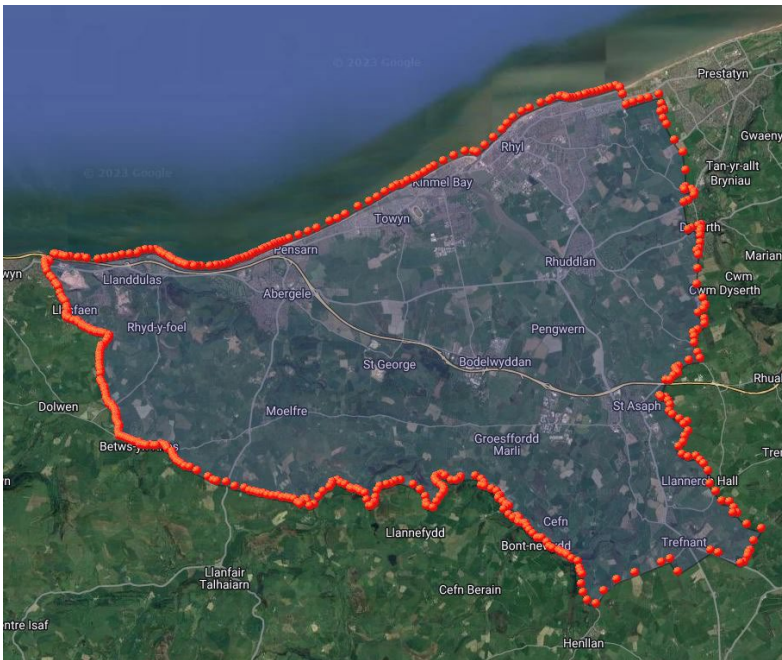 © 2023 Google
Prestatyn
Gwaeny
Rhyl
Tan-yr-allt
Bryniau
© 2023 Google
Kinmel Bay
Towyn
Pensarn
Marian
Rhuddlan
Llanddulas
Cwm
Cwm Dyserth
Abergele
Rhyd-y-foel
Pengwern
St George
Bodelwyddan
Dolwen
St Asaph
Moelfre
Groesffordd
Marli
Cefn
Llannefydd
Trefnant
Llanfair
Talhaiarn
Cefn Berain
Henllan